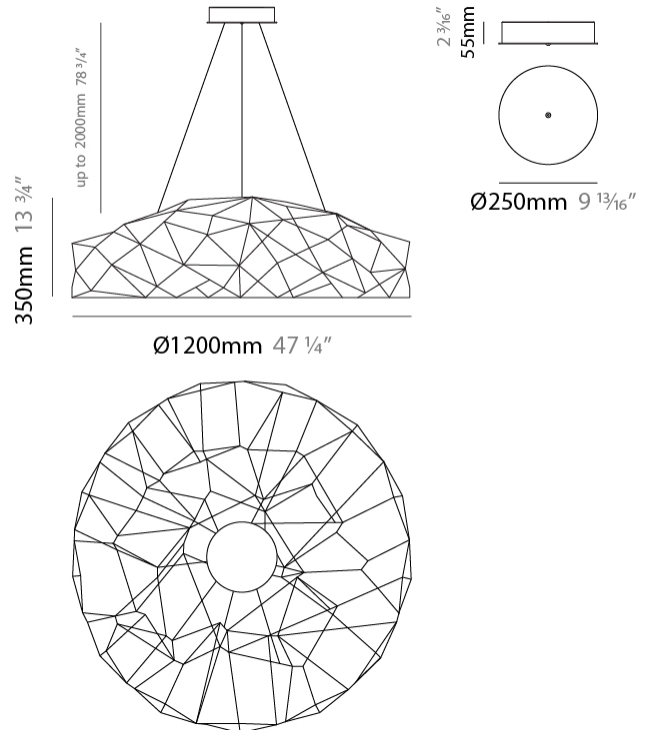 up to 2000mm 78 ¾"
350mm 13 ¾"
Ø1200mm 47 ¼"
2 ³⁄₁₆"
55mm
Ø250mm 9 ¹³⁄₁₆"